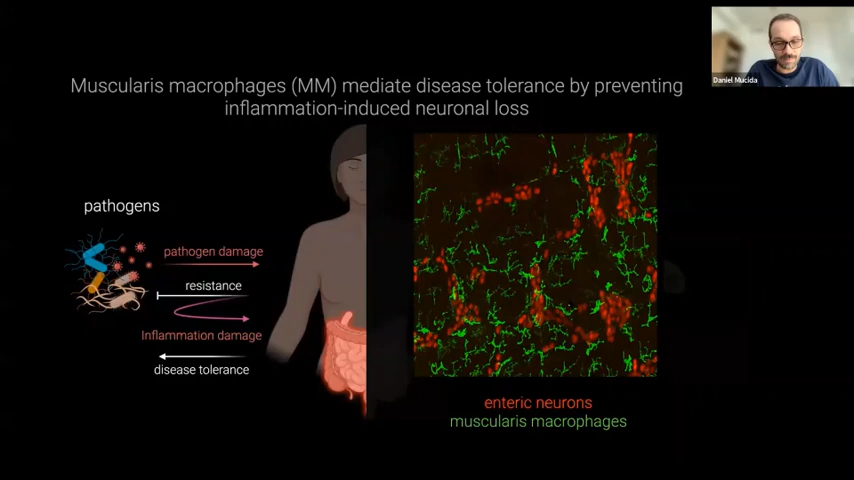 Muscularis macrophages (MM) mediate disease tolerance by preventing
inflammation-induced neuronal loss
Daniel Mucida
pathogens
pathogen damage
resistance
Inflammation damage
disease tolerance
enteric neurons
muscularis macrophages